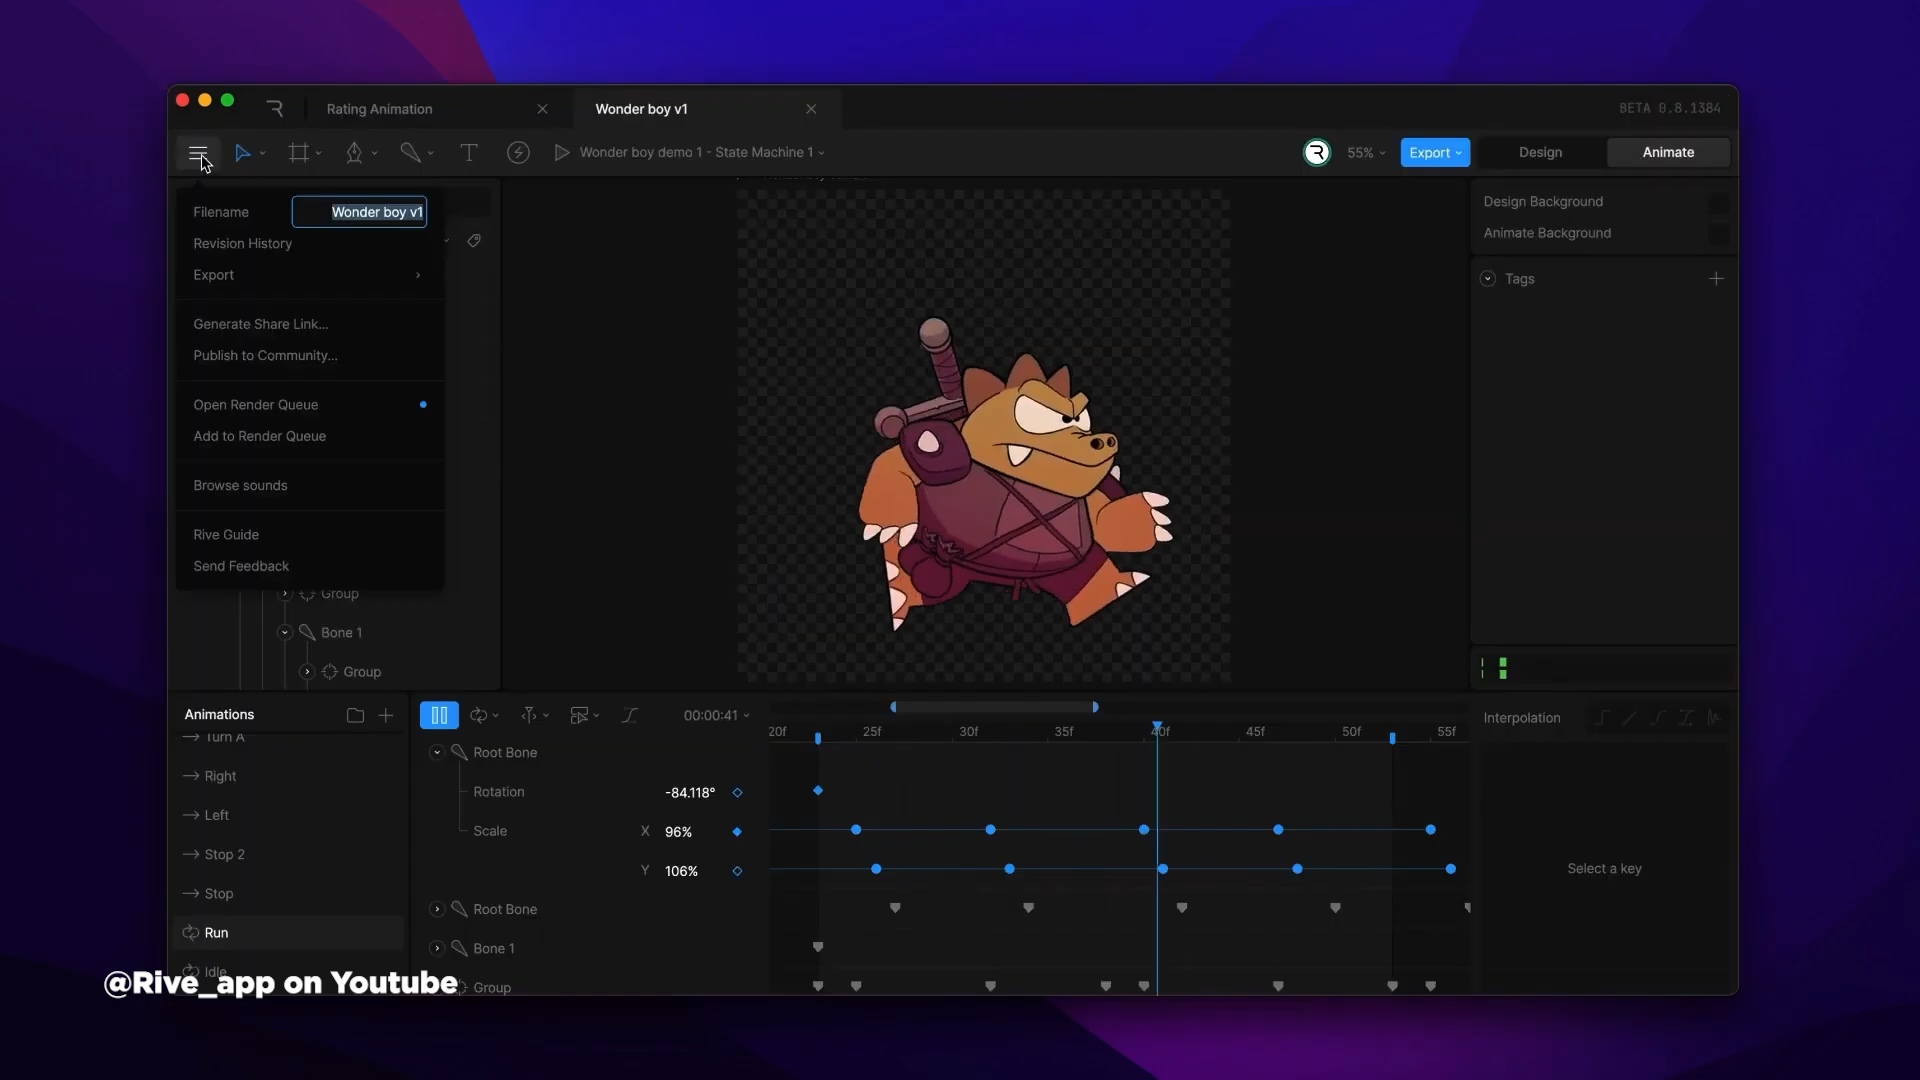 Rating Animation
Wonder boy v1
BETA 0.8.1384
Wonder boy demo 1 - State Machine 1
55%
Export
Design
Animate
Filename
Wonder boy v1
Revision History
Export
Generate Share Link...
Publish to Community...
Open Render Queue
Add to Render Queue
Browse sounds
Rive Guide
Send Feedback
Group
Bone 1
Group
Design Background
Animate Background
Tags
Animations
Turn A
Right
Left
Stop 2
Stop
Run
Idle
00:00:41
20f 25f 30f 35f 40f 45f 50f 55f
Root Bone
Rotation -84.118°
Scale X 96%
Y 106%
Root Bone
Bone 1
Group
Interpolation
Select a key
@Rive_app on Youtube